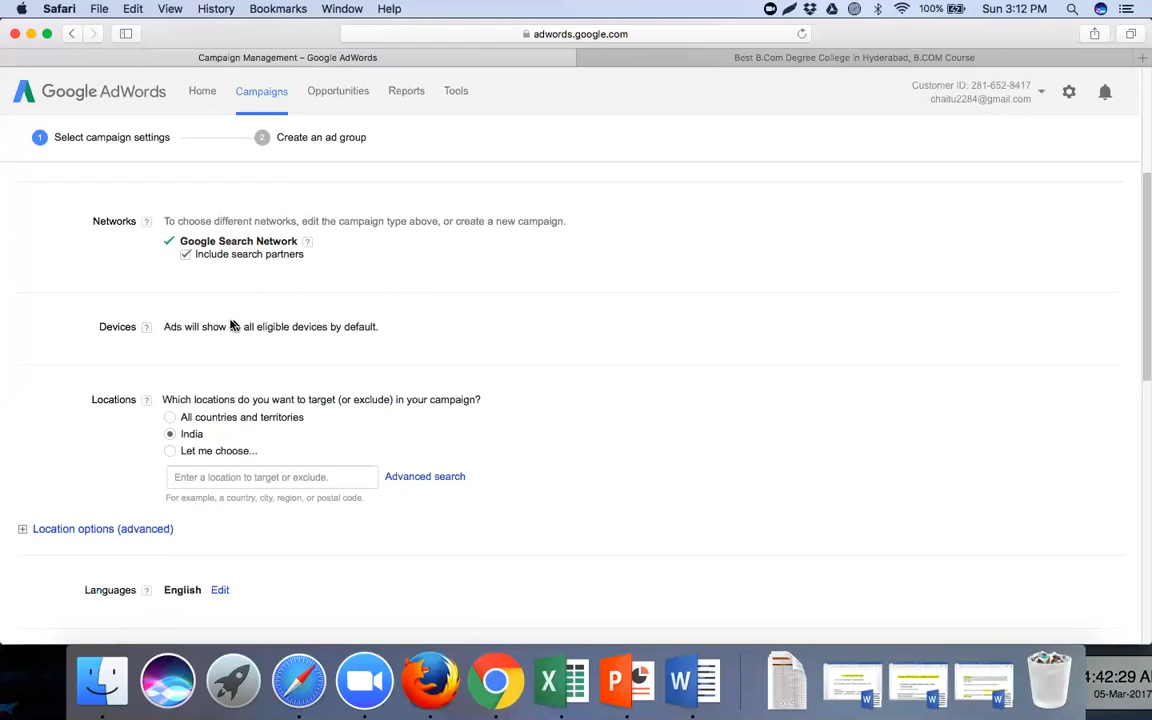 Safari File Edit View History Bookmarks Window Help 100% Sun 3:12 PM
adwords.google.com
Campaign Management – Google AdWords Best B.Com Degree College in Hyderabad, B.COM Course
Google AdWords Home Campaigns Opportunities Reports Tools Customer ID: 281-652-8417
chaitu2284@gmail.com
1 Select campaign settings 2 Create an ad group
Networks ? To choose different networks, edit the campaign type above, or create a new campaign.
Google Search Network ?
Include search partners
Devices ? Ads will show all eligible devices by default.
Locations ? Which locations do you want to target (or exclude) in your campaign?
All countries and territories
India
Let me choose...
Enter a location to target or exclude. Advanced search
For example, a country, city, region, or postal code.
Location options (advanced)
Languages ? English Edit
4:42:29
05-Mar-2017